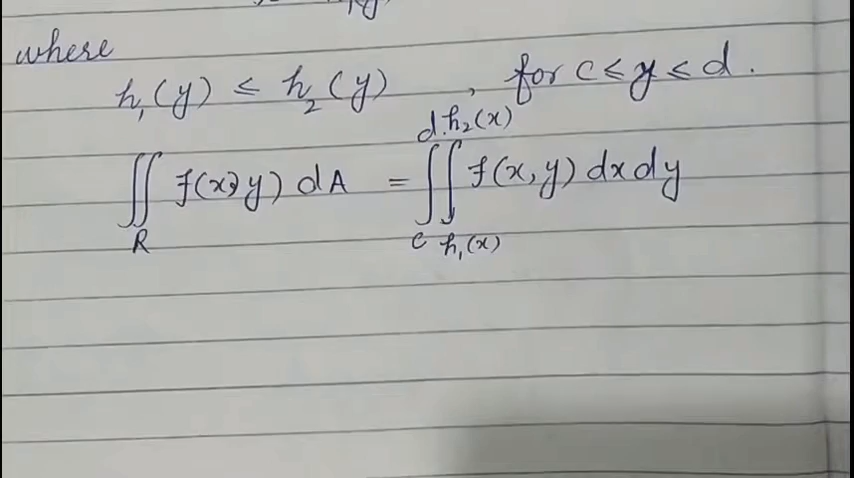 where
h₁(y) ≤ h₂(y) , for c ≤ y ≤ d.
∬_R f(x,y) dA = ∫_c^d ∫_{h₁(x)}^{h₂(x)} f(x,y) dx dy